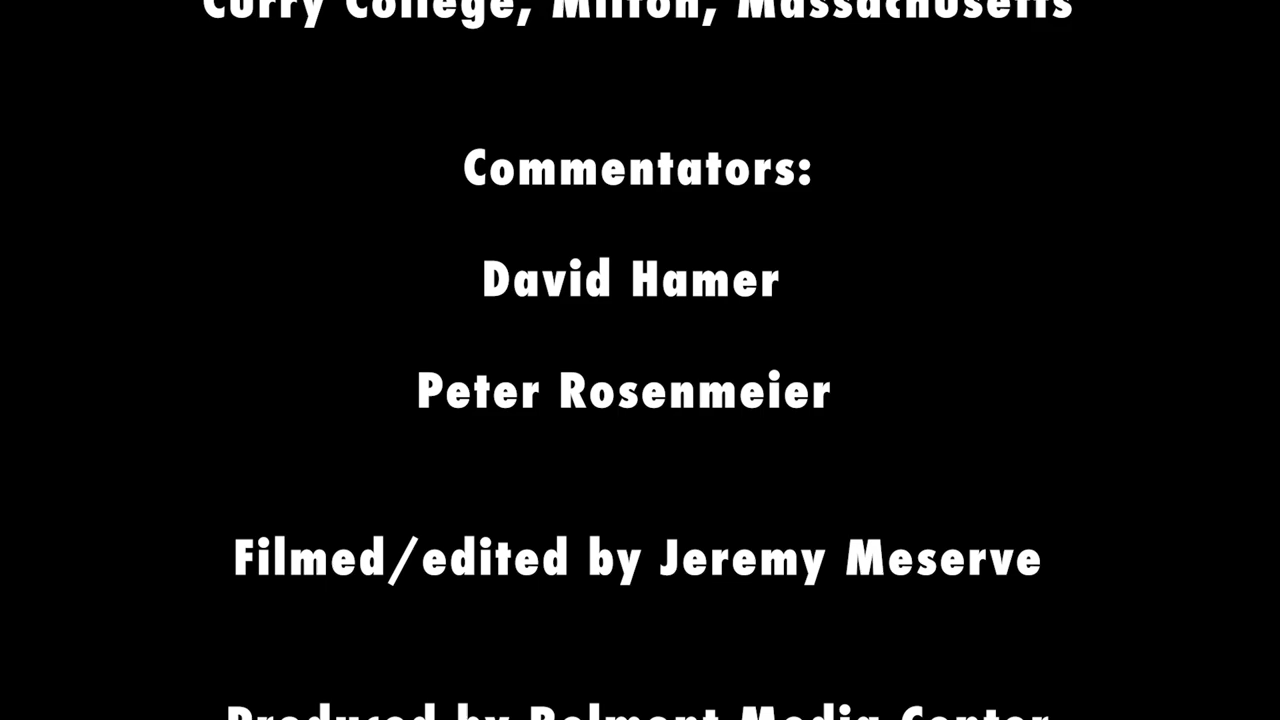 Curry College, Milton, Massachusetts
Commentators:
David Hamer
Peter Rosenmeier
Filmed/edited by Jeremy Meserve
Produced by Belmont Media Center